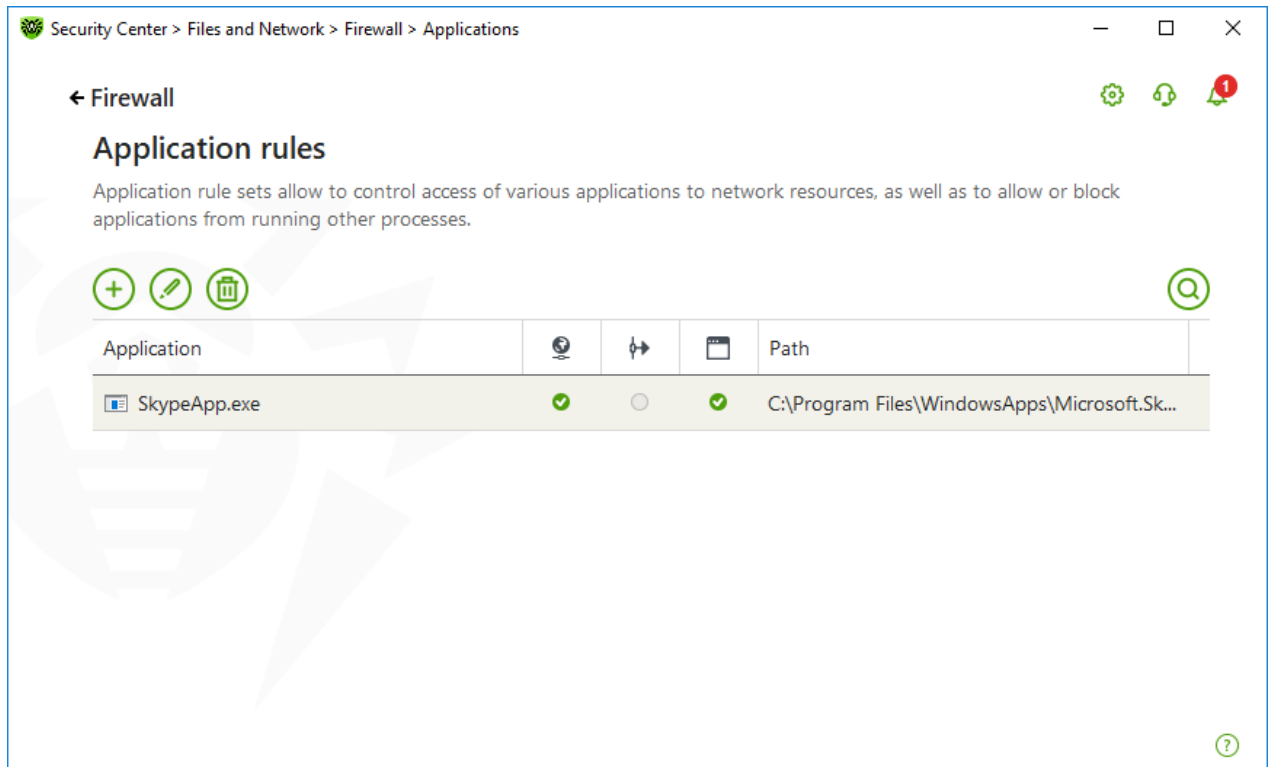 Security Center > Files and Network > Firewall > Applications
Firewall
1
Application rules
Application rule sets allow to control access of various applications to network resources, as well as to allow or block
applications from running other processes.
Application Path
SkypeApp.exe C:\Program Files\WindowsApps\Microsoft.Sk...
?